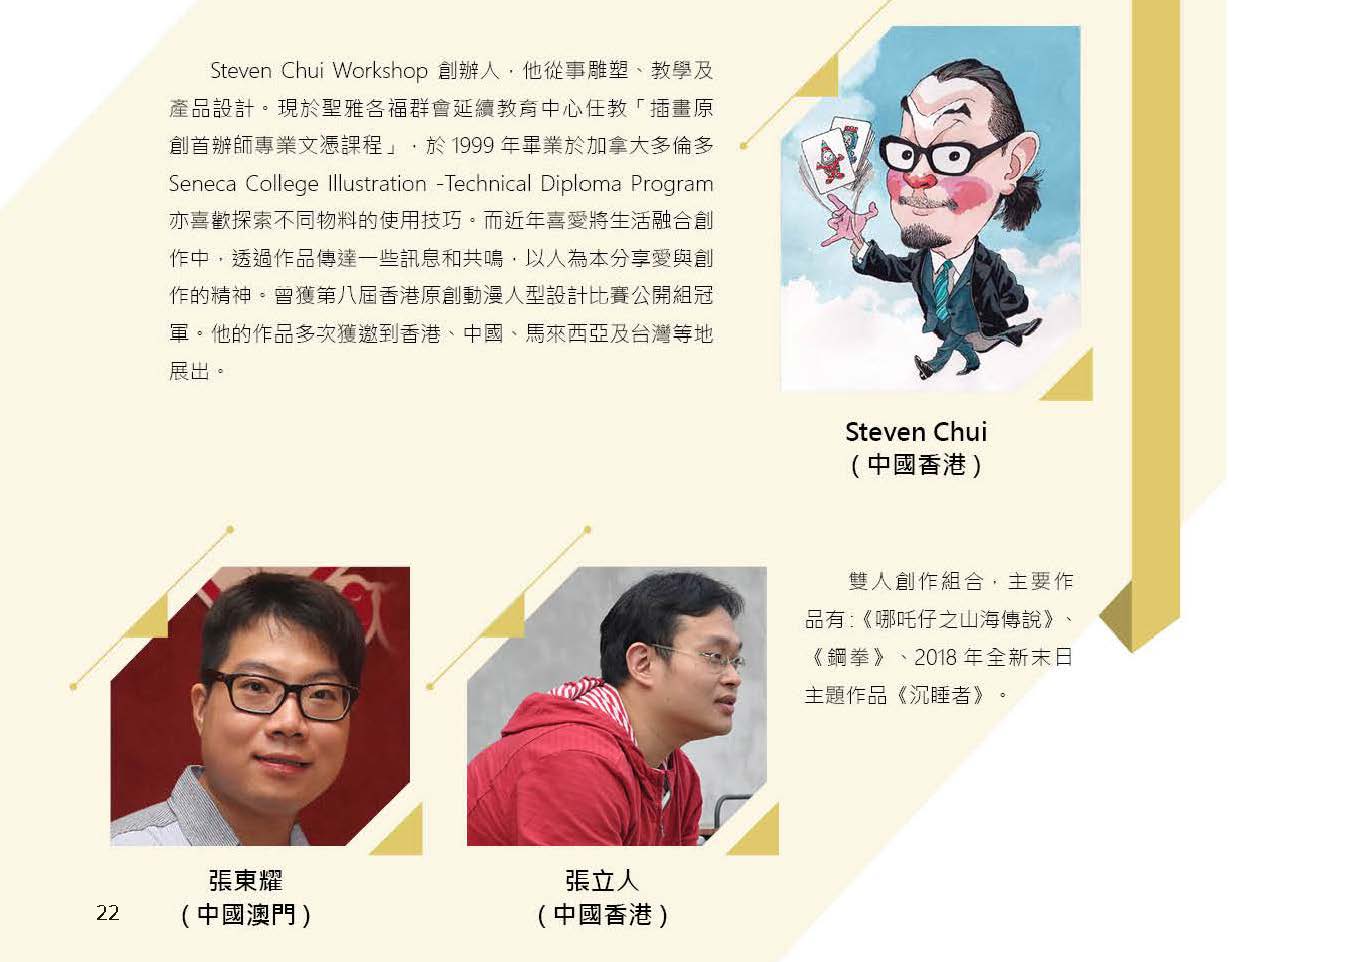 Steven Chui Workshop 創辦人，他從事雕塑、教學及
產品設計。現於聖雅各福群會延續教育中心任教「插畫原
創首辦師專業文憑課程」，於 1999 年畢業於加拿大多倫多
Seneca College Illustration -Technical Diploma Program
亦喜歡探索不同物料的使用技巧。而近年喜愛將生活融合創
作中，透過作品傳達一些訊息和共鳴，以人為本分享愛與創
作的精神。曾獲第八屆香港原創動漫人型設計比賽公開組冠
軍。他的作品多次獲邀到香港、中國、馬來西亞及台灣等地
展出。
Steven Chui
( 中國香港 )
雙人創作組合，主要作
品有:《哪吒仔之山海傳說》、
《鋼拳》、2018 年全新末日
主題作品《沉睡者》。
張東耀
( 中國澳門 )
張立人
( 中國香港 )
22